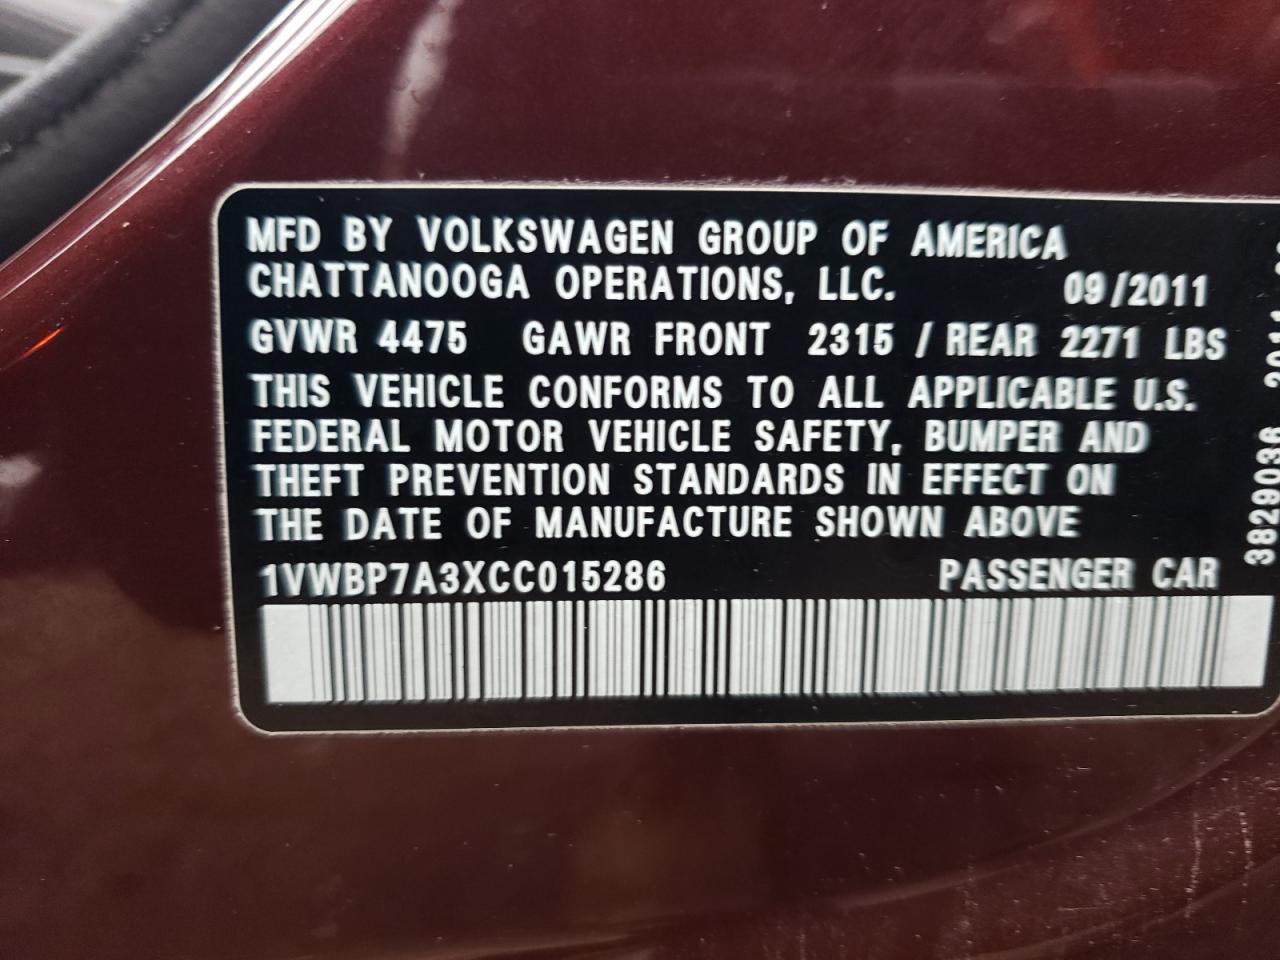 MFD BY VOLKSWAGEN GROUP OF AMERICA
CHATTANOOGA OPERATIONS, LLC. 09/2011
GVWR 4475 GAWR FRONT 2315 / REAR 2271 LBS
THIS VEHICLE CONFORMS TO ALL APPLICABLE U.S.
FEDERAL MOTOR VEHICLE SAFETY, BUMPER AND
THEFT PREVENTION STANDARDS IN EFFECT ON
THE DATE OF MANUFACTURE SHOWN ABOVE
1VWBP7A3XCC015286 PASSENGER CAR
3829036